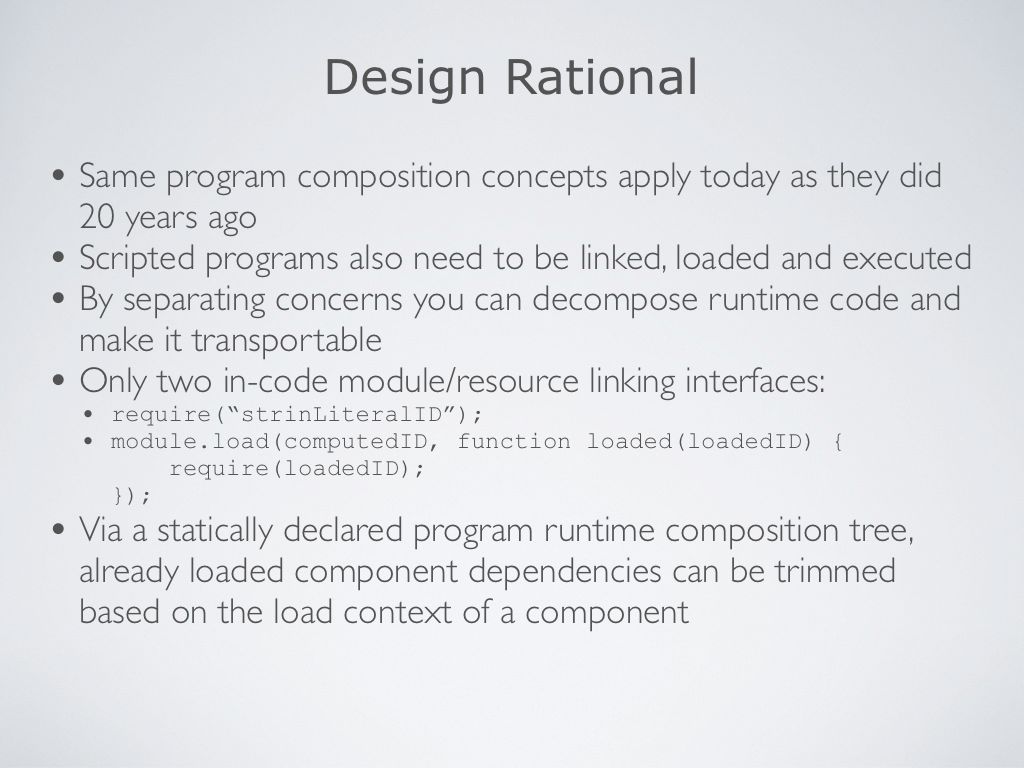 Design Rational
• Same program composition concepts apply today as they did
20 years ago
• Scripted programs also need to be linked, loaded and executed
• By separating concerns you can decompose runtime code and
make it transportable
• Only two in-code module/resource linking interfaces:
• require(“strinLiteralID”);
• module.load(computedID, function loaded(loadedID) {
require(loadedID);
});
• Via a statically declared program runtime composition tree,
already loaded component dependencies can be trimmed
based on the load context of a component